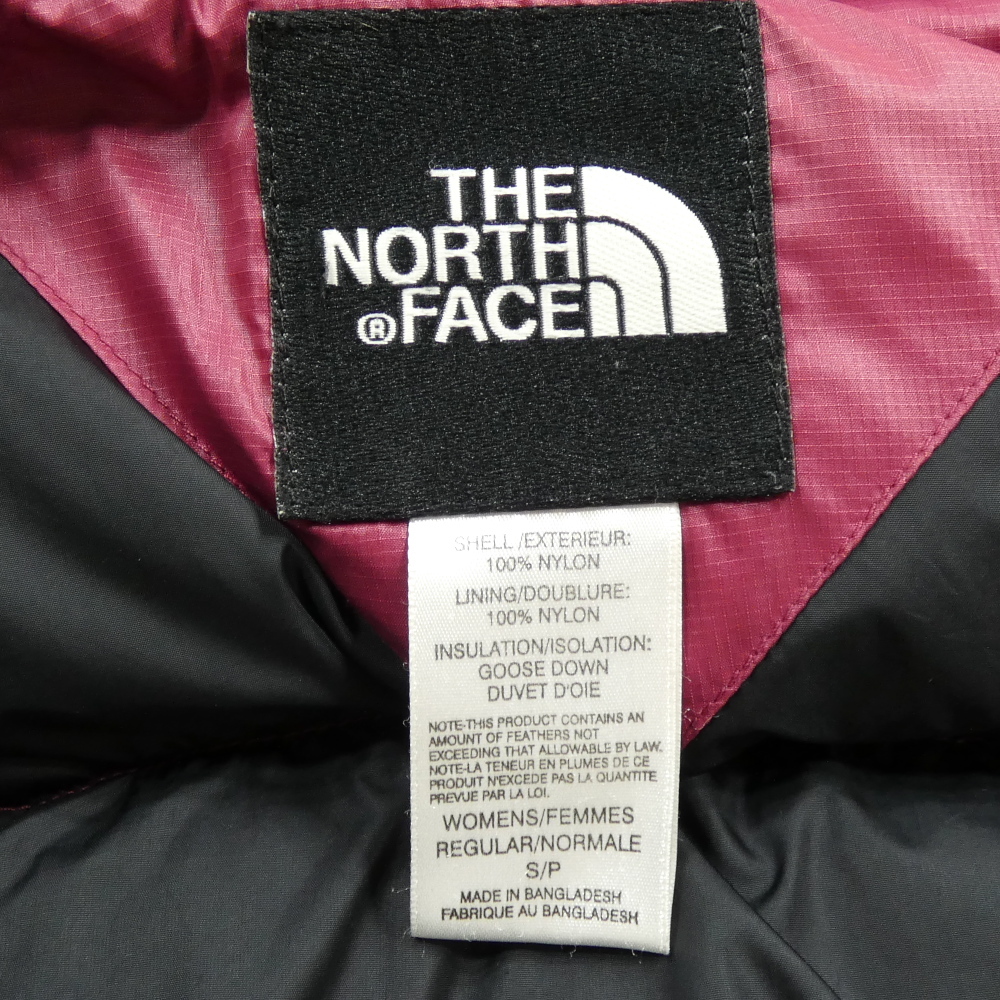 THE
NORTH
®FACE
SHELL /EXTERIEUR:
100% NYLON
LINING/DOUBLURE:
100% NYLON
INSULATION/ISOLATION:
GOOSE DOWN
DUVET D'OIE
NOTE-THIS PRODUCT CONTAINS AN
AMOUNT OF FEATHERS NOT
EXCEEDING THAT ALLOWABLE BY LAW.
NOTE-LA TENEUR EN PLUMES DE CE
PRODUIT N'EXCEDE PAS LA QUANTITE
PREVUE PAR LA LOI.
WOMENS/FEMMES
REGULAR/NORMALE
S/P
MADE IN BANGLADESH
FABRIQUE AU BANGLADESH